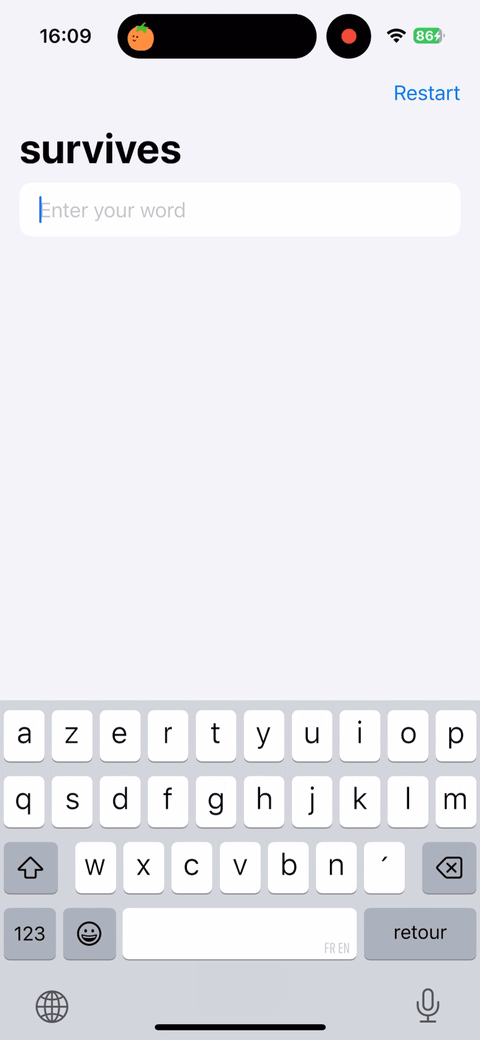 16:09
86
Restart
survives
Enter your word
a z e r t y u i o p
q s d f g h j k l m
w x c v b n ´
123 FR EN retour